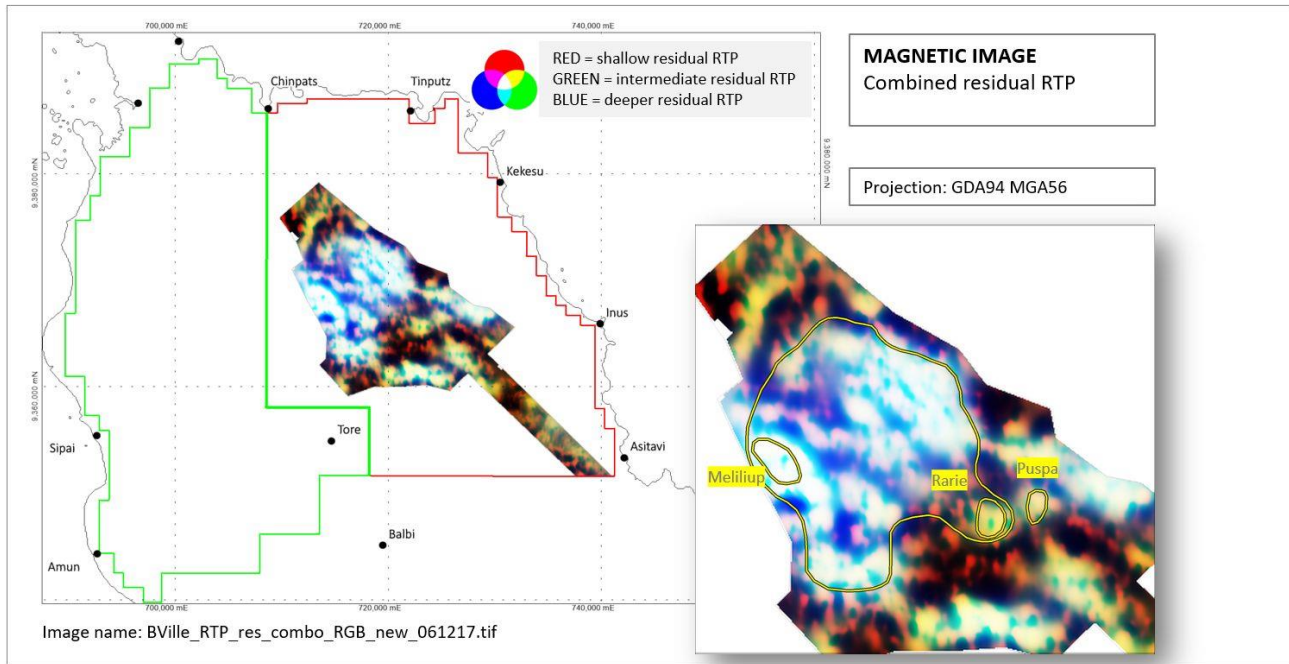 700,000 mE
720,000 mE
740,000 mE
RED = shallow residual RTP
GREEN = intermediate residual RTP
BLUE = deeper residual RTP
MAGNETIC IMAGE
Combined residual RTP
Projection: GDA94 MGA56
Chinpats
Tinputz
9,380,000 mN
9,380,000 mN
Kekesu
Inus
9,360,000 mN
Tore
Sipai
Asitavi
Balbi
Amun
Meliliup
Rarie
Puspa
700,000 mE
720,000 mE
740,000 mE
Image name: BVille_RTP_res_combo_RGB_new_061217.tif